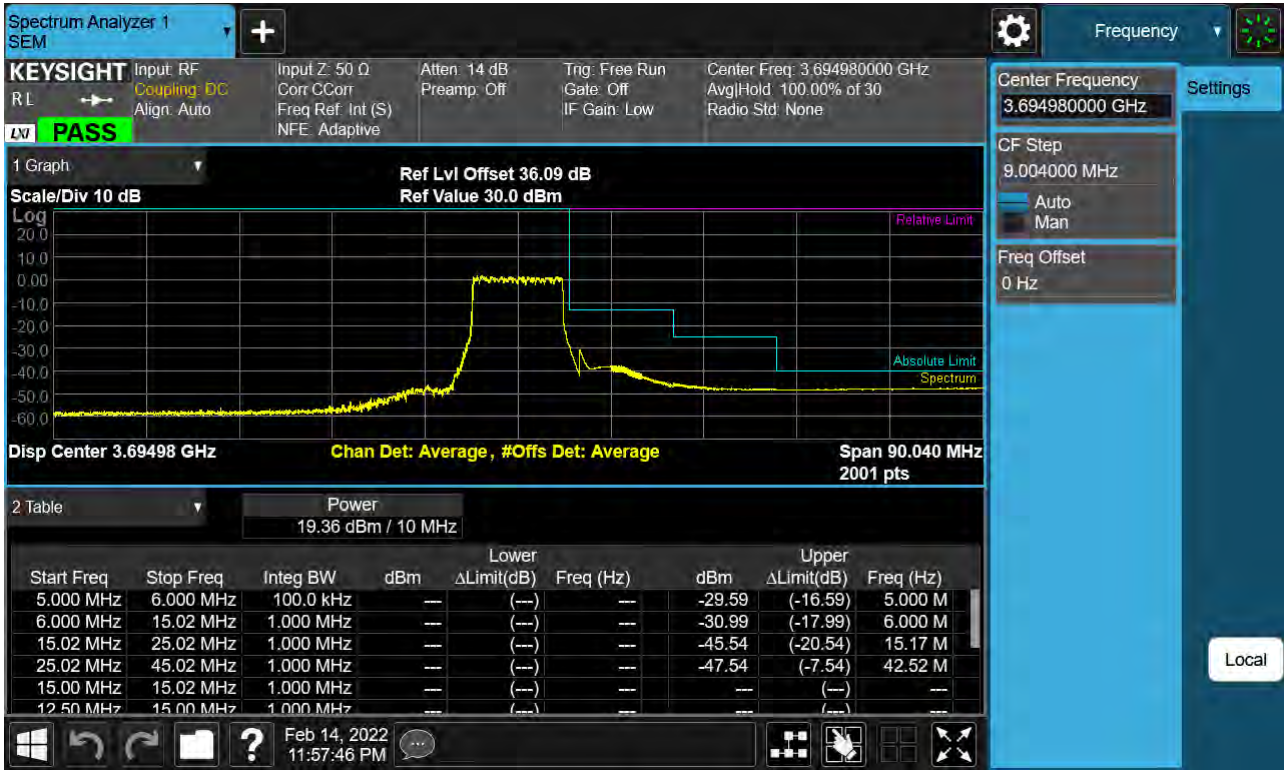 Spectrum Analyzer 1
SEM
Frequency
KEYSIGHT
R L
LXI
PASS
Input: RF
Coupling: DC
Align: Auto
Input Z: 50 Ω
Corr CCorr
Freq Ref: Int (S)
NFE: Adaptive
Atten: 14 dB
Preamp: Off
Trig: Free Run
Gate: Off
IF Gain: Low
Center Freq: 3.694980000 GHz
Avg|Hold: 100.00% of 30
Radio Std: None
Center Frequency
3.694980000 GHz
Settings
CF Step
9.004000 MHz
Auto
Man
Freq Offset
0 Hz
1 Graph
Scale/Div 10 dB
Ref Lvl Offset 36.09 dB
Ref Value 30.0 dBm
Log
20.0
10.0
0.00
-10.0
-20.0
-30.0
-40.0
-50.0
-60.0
Relative Limit
Absolute Limit
Spectrum
Disp Center 3.69498 GHz
Chan Det: Average , #Offs Det: Average
Span 90.040 MHz
2001 pts
2 Table
Power
19.36 dBm / 10 MHz
Lower Upper
Start Freq Stop Freq Integ BW dBm ΔLimit(dB) Freq (Hz) dBm ΔLimit(dB) Freq (Hz)
5.000 MHz 6.000 MHz 100.0 kHz --- (---) --- -29.59 (-16.59) 5.000 M
6.000 MHz 15.02 MHz 1.000 MHz --- (---) --- -30.99 (-17.99) 6.000 M
15.02 MHz 25.02 MHz 1.000 MHz --- (---) --- -45.54 (-20.54) 15.17 M
25.02 MHz 45.02 MHz 1.000 MHz --- (---) --- -47.54 (-7.54) 42.52 M
15.00 MHz 15.02 MHz 1.000 MHz --- (---) --- --- (---) ---
12.50 MHz 15.00 MHz 1.000 MHz --- (---) --- --- (---) ---
Local
?
Feb 14, 2022
11:57:46 PM